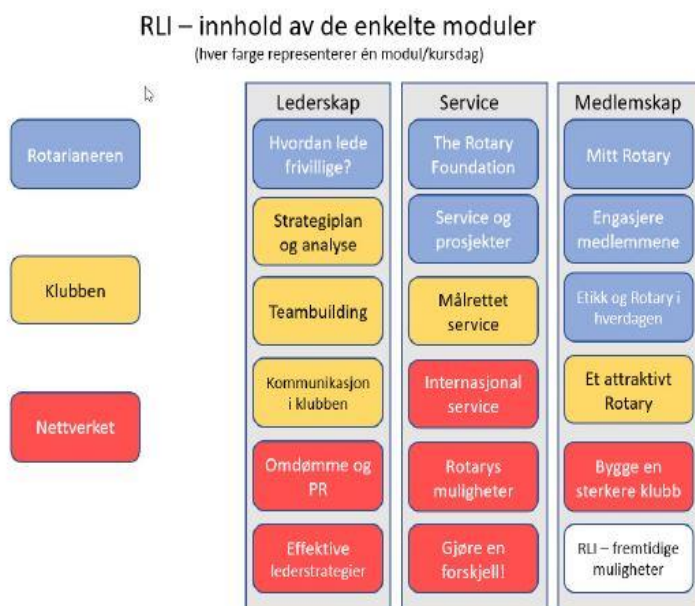 RLI – innhold av de enkelte moduler
(hver farge representerer én modul/kursdag)
Rotarianeren
Klubben
Nettverket
Lederskap
Hvordan lede
frivillige?
Strategiplan
og analyse
Teambuilding
Kommunikasjon
i klubben
Omdømme og
PR
Effektive
lederstrategier
Service
The Rotary
Foundation
Service og
prosjekter
Målrettet
service
Internasjonal
service
Rotarys
muligheter
Gjøre en
forskjell!
Medlemskap
Mitt Rotary
Engasjere
medlemmene
Etikk og Rotary i
hverdagen
Et attraktivt
Rotary
Bygge en
sterkere klubb
RLI – fremtidige
muligheter